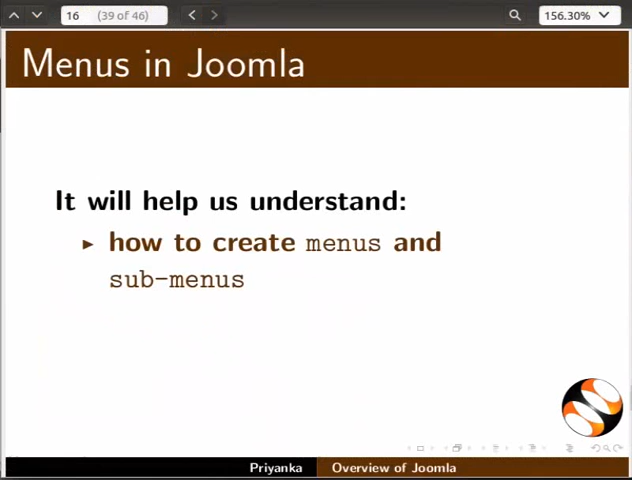 16 (39 of 46) 156.30%
Menus in Joomla
It will help us understand:
how to create menus and
sub-menus
Priyanka Overview of Joomla